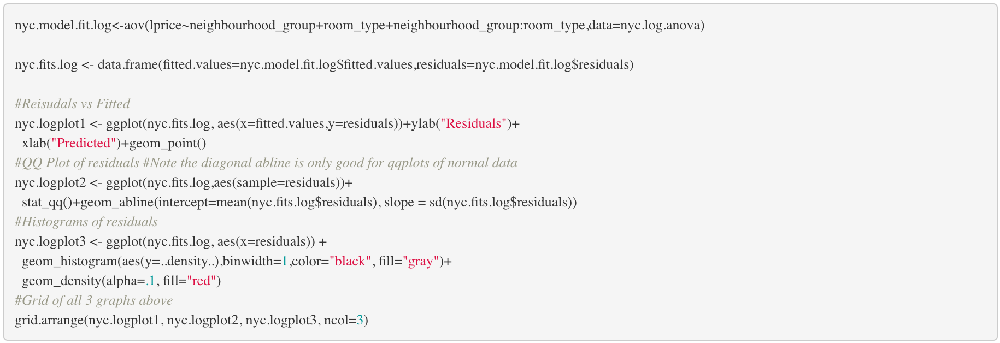 nyc.model.fit.log<-aov(lprice~neighbourhood_group+room_type+neighbourhood_group:room_type,data=nyc.log.anova)
nyc.fits.log <- data.frame(fitted.values=nyc.model.fit.log$fitted.values,residuals=nyc.model.fit.log$residuals)
#Reisudals vs Fitted
nyc.logplot1 <- ggplot(nyc.fits.log, aes(x=fitted.values,y=residuals))+ylab("Residuals")+
  xlab("Predicted")+geom_point()
#QQ Plot of residuals #Note the diagonal abline is only good for qqplots of normal data
nyc.logplot2 <- ggplot(nyc.fits.log,aes(sample=residuals))+
  stat_qq()+geom_abline(intercept=mean(nyc.fits.log$residuals), slope = sd(nyc.fits.log$residuals))
#Histograms of residuals
nyc.logplot3 <- ggplot(nyc.fits.log, aes(x=residuals)) +
  geom_histogram(aes(y=..density..),binwidth=1,color="black", fill="gray")+
  geom_density(alpha=.1, fill="red")
#Grid of all 3 graphs above
grid.arrange(nyc.logplot1, nyc.logplot2, nyc.logplot3, ncol=3)